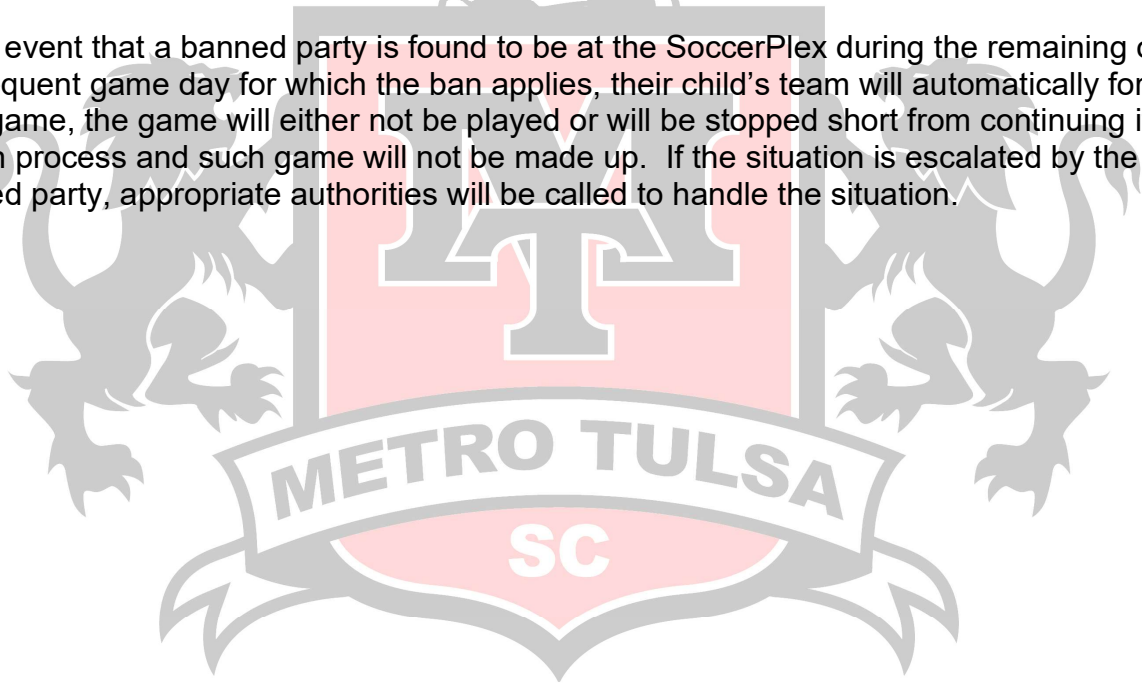 event that a banned party is found to be at the SoccerPlex during the remaining
quent game day for which the ban applies, their child's team will automatically for
game, the game will either not be played or will be stopped short from continuing i
process and such game will not be made up. If the situation is escalated by the
ed party, appropriate authorities will be called to handle the situation.
METRO TULSA
SC